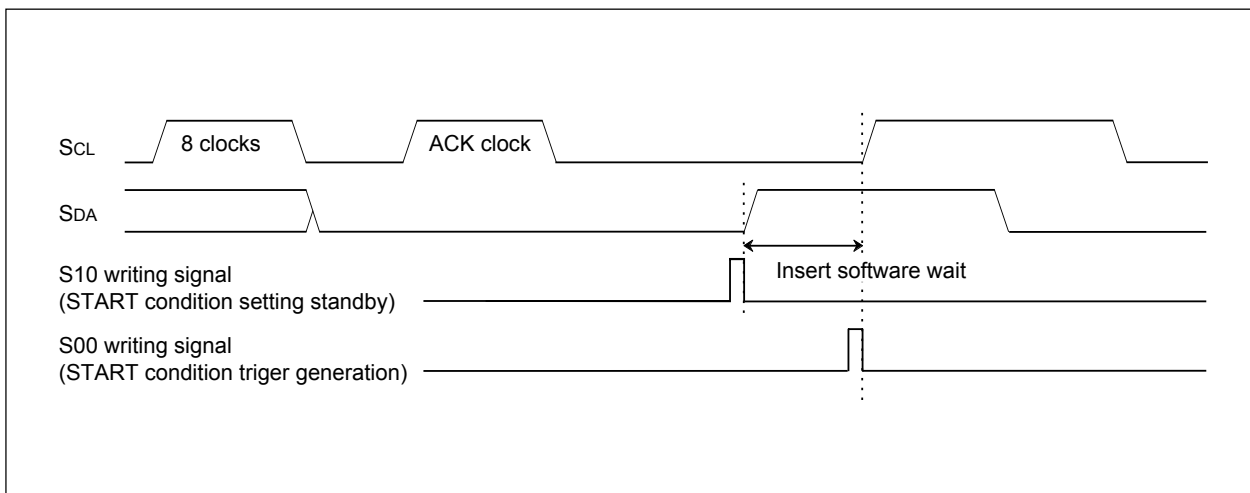 SCL
8 clocks
ACK clock
SDA
Insert software wait
S10 writing signal
(START condition setting standby)
S00 writing signal
(START condition triger generation)